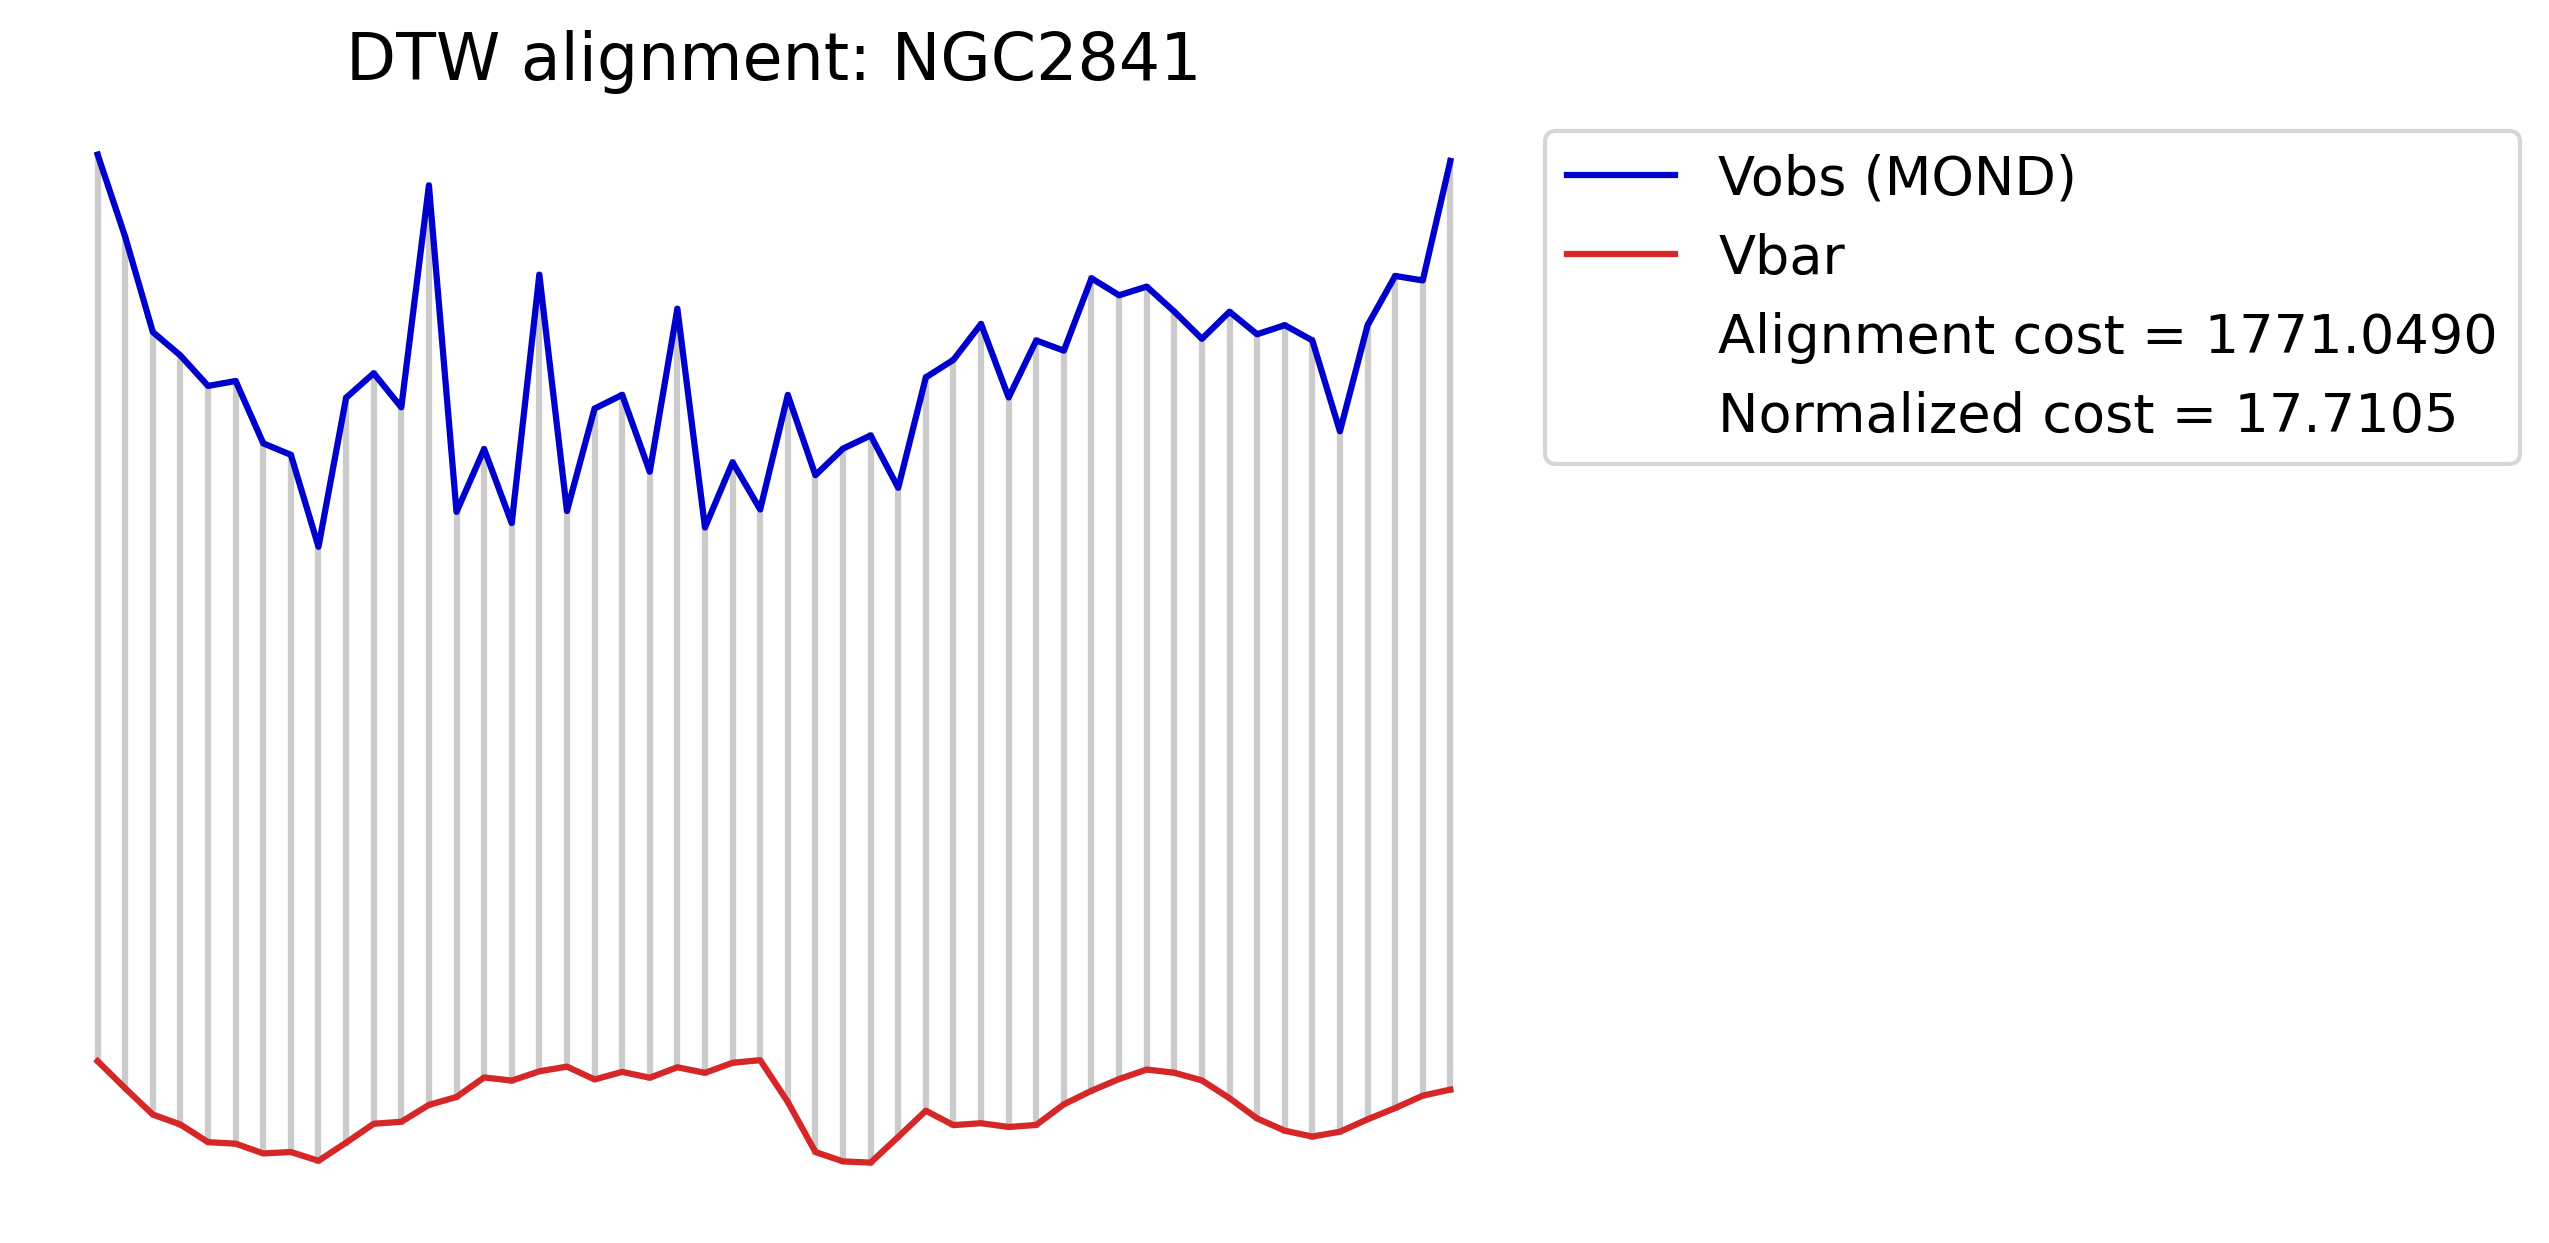 DTW alignment: NGC2841
Vobs (MOND)
Vbar
Alignment cost = 1771.0490
Normalized cost = 17.7105